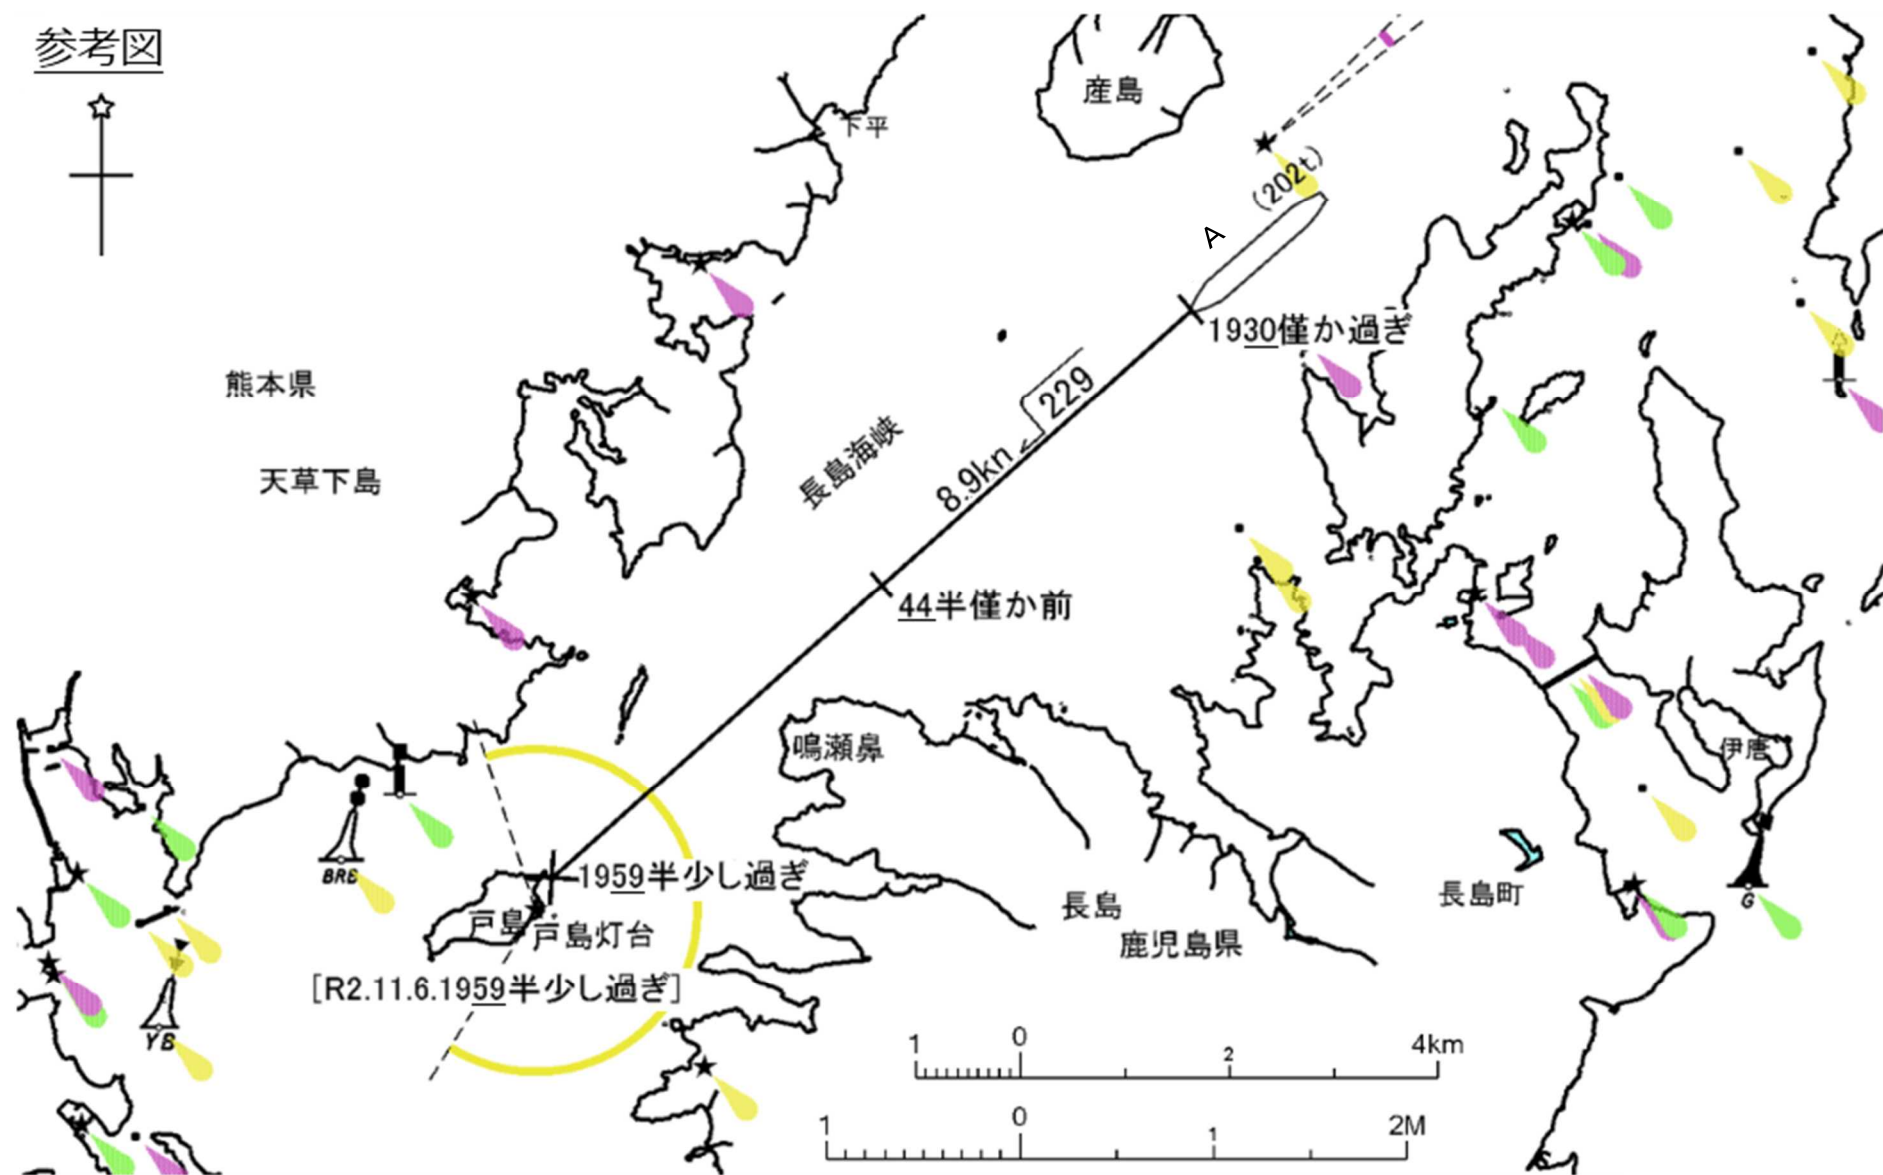 参考図
産島
下平
(202t)
A
1930僅か過ぎ
熊本県
229
8.9kn
長島海峡
天草下島
44半僅か前
鳴瀬鼻
伊唐
BRB
1959半少し過ぎ
戸島
戸島灯台
長島
長島町
G
鹿児島県
[R2.11.6.1959半少し過ぎ]
YB
1 0 2 4km
1 0 1 2M